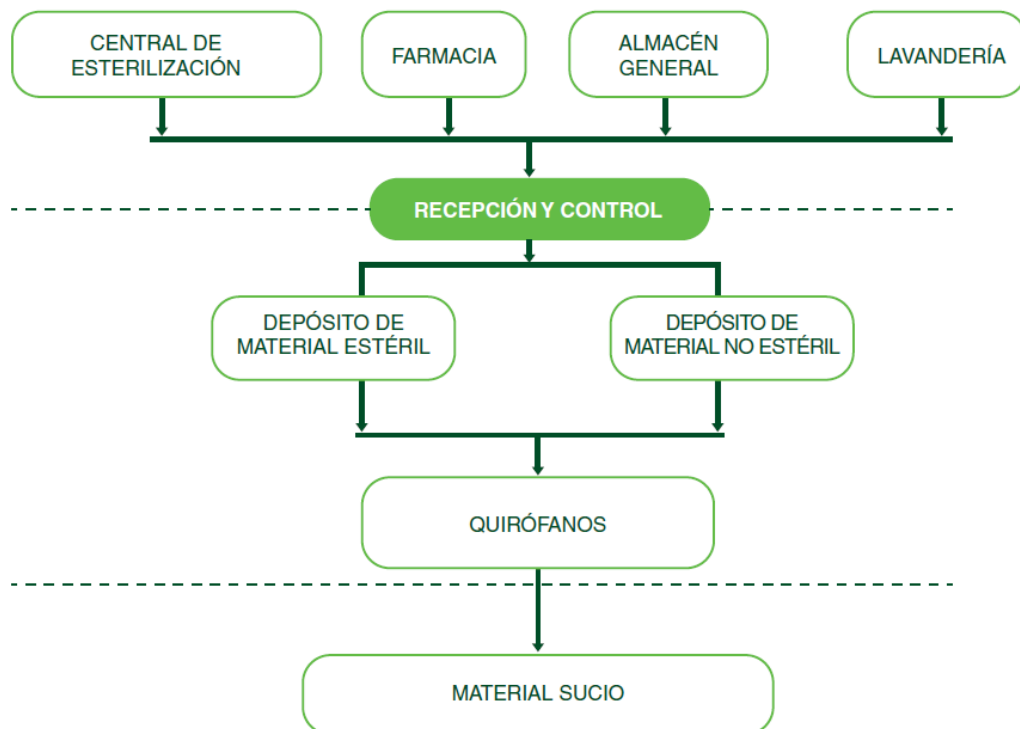 CENTRAL DE
ESTERILIZACIÓN
FARMACIA
ALMACÉN
GENERAL
LAVANDERÍA
RECEPCIÓN Y CONTROL
DEPÓSITO DE
MATERIAL ESTÉRIL
DEPÓSITO DE
MATERIAL NO ESTÉRIL
QUIRÓFANOS
MATERIAL SUCIO